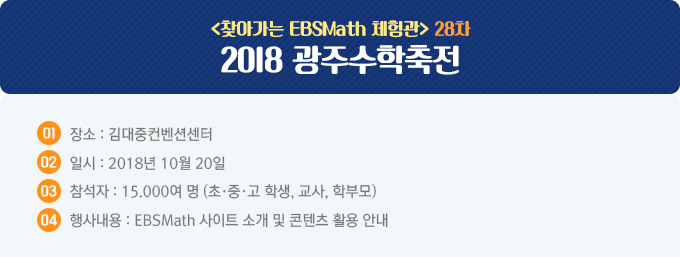 <찾아가는 EBSMath 체험관> 28차
2018 광주수학축전
01 장소 : 김대중컨벤션센터
02 일시 : 2018년 10월 20일
03 참석자 : 15.000여 명 (초·중·고 학생, 교사, 학부모)
04 행사내용 : EBSMath 사이트 소개 및 콘텐츠 활용 안내